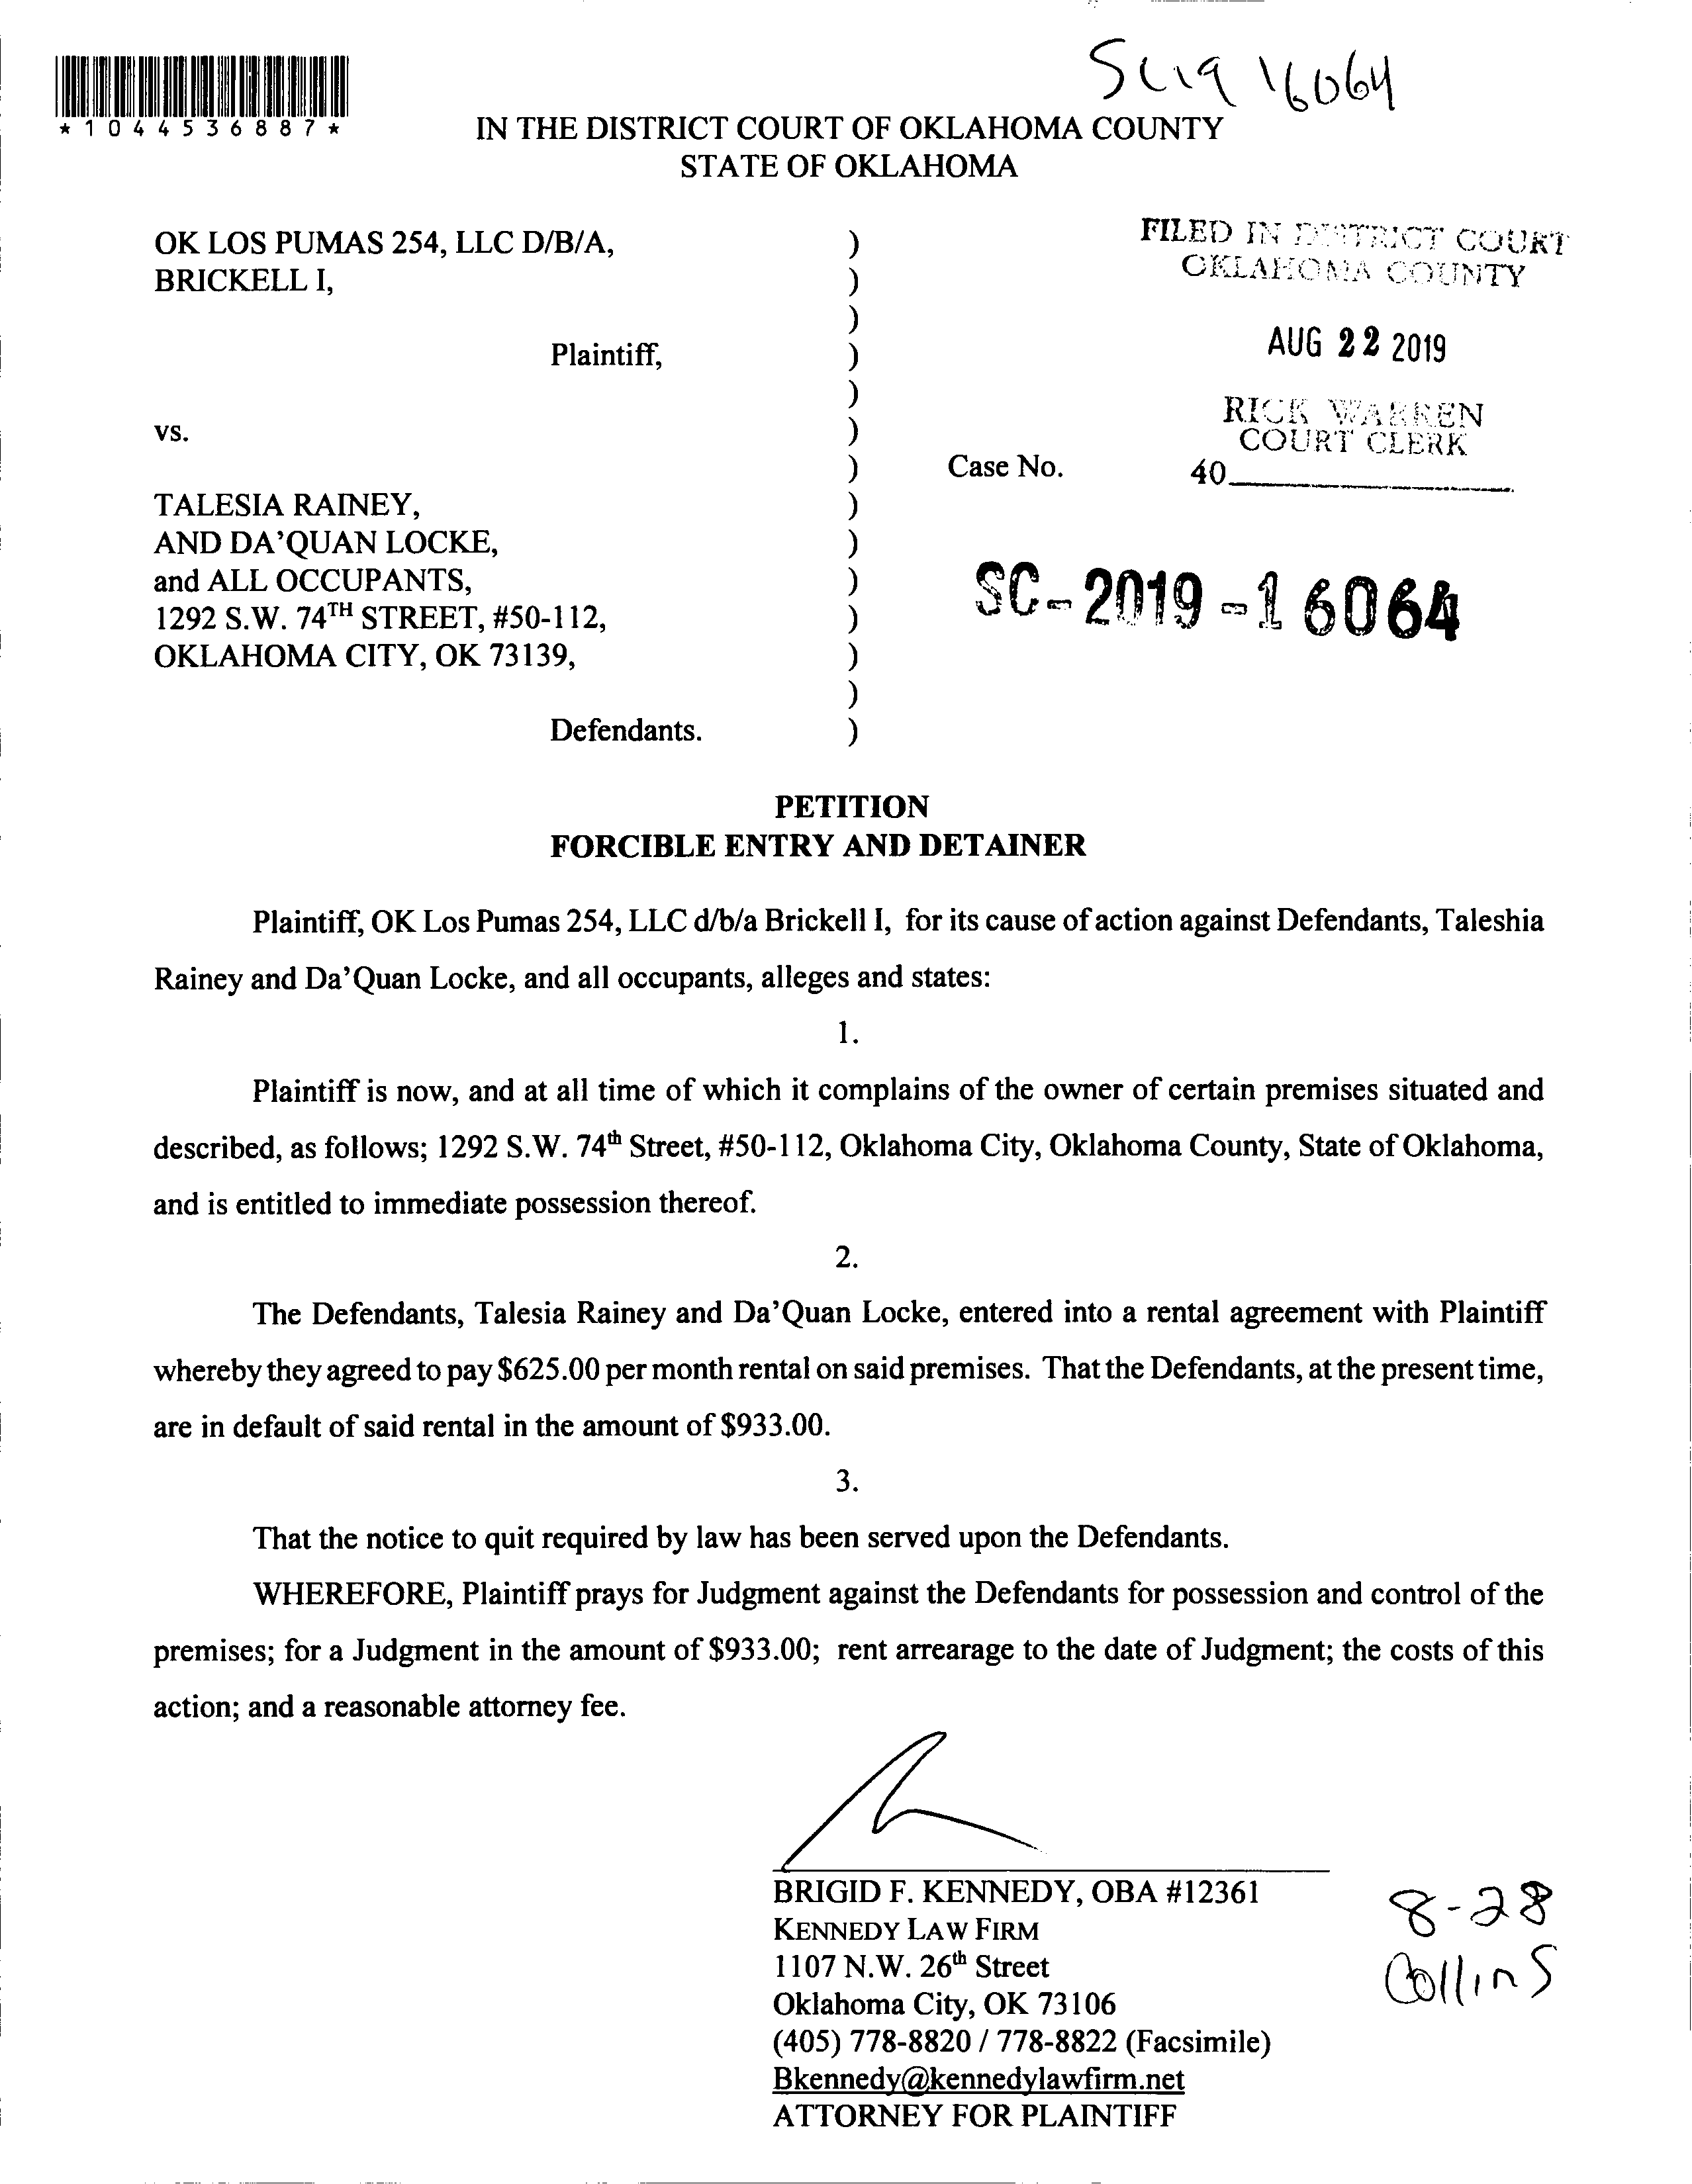 SC19 16064
*1044536887*
IN THE DISTRICT COURT OF OKLAHOMA COUNTY
STATE OF OKLAHOMA
OK LOS PUMAS 254, LLC D/B/A, )
BRICKELL I, )
)
Plaintiff, )
)
vs. )
)
TALESIA RAINEY, )
AND DA'QUAN LOCKE, )
and ALL OCCUPANTS, )
1292 S.W. 74TH STREET, #50-112, )
OKLAHOMA CITY, OK 73139, )
)
Defendants. )
FILED IN DISTRICT COURT
OKLAHOMA COUNTY
AUG 22 2019
RICK WARREN
COURT CLERK
Case No. 40
SC-2019-16064
PETITION
FORCIBLE ENTRY AND DETAINER
Plaintiff, OK Los Pumas 254, LLC d/b/a Brickell I, for its cause of action against Defendants, Taleshia
Rainey and Da'Quan Locke, and all occupants, alleges and states:
1.
Plaintiff is now, and at all time of which it complains of the owner of certain premises situated and
described, as follows; 1292 S.W. 74th Street, #50-112, Oklahoma City, Oklahoma County, State of Oklahoma,
and is entitled to immediate possession thereof.
2.
The Defendants, Talesia Rainey and Da'Quan Locke, entered into a rental agreement with Plaintiff
whereby they agreed to pay $625.00 per month rental on said premises. That the Defendants, at the present time,
are in default of said rental in the amount of $933.00.
3.
That the notice to quit required by law has been served upon the Defendants.
WHEREFORE, Plaintiff prays for Judgment against the Defendants for possession and control of the
premises; for a Judgment in the amount of $933.00; rent arrearage to the date of Judgment; the costs of this
action; and a reasonable attorney fee.
BRIGID F. KENNEDY, OBA #12361
KENNEDY LAW FIRM
1107 N.W. 26th Street
Oklahoma City, OK 73106
(405) 778-8820 / 778-8822 (Facsimile)
Bkennedy@kennedylawfirm.net
ATTORNEY FOR PLAINTIFF
8-28
Collins